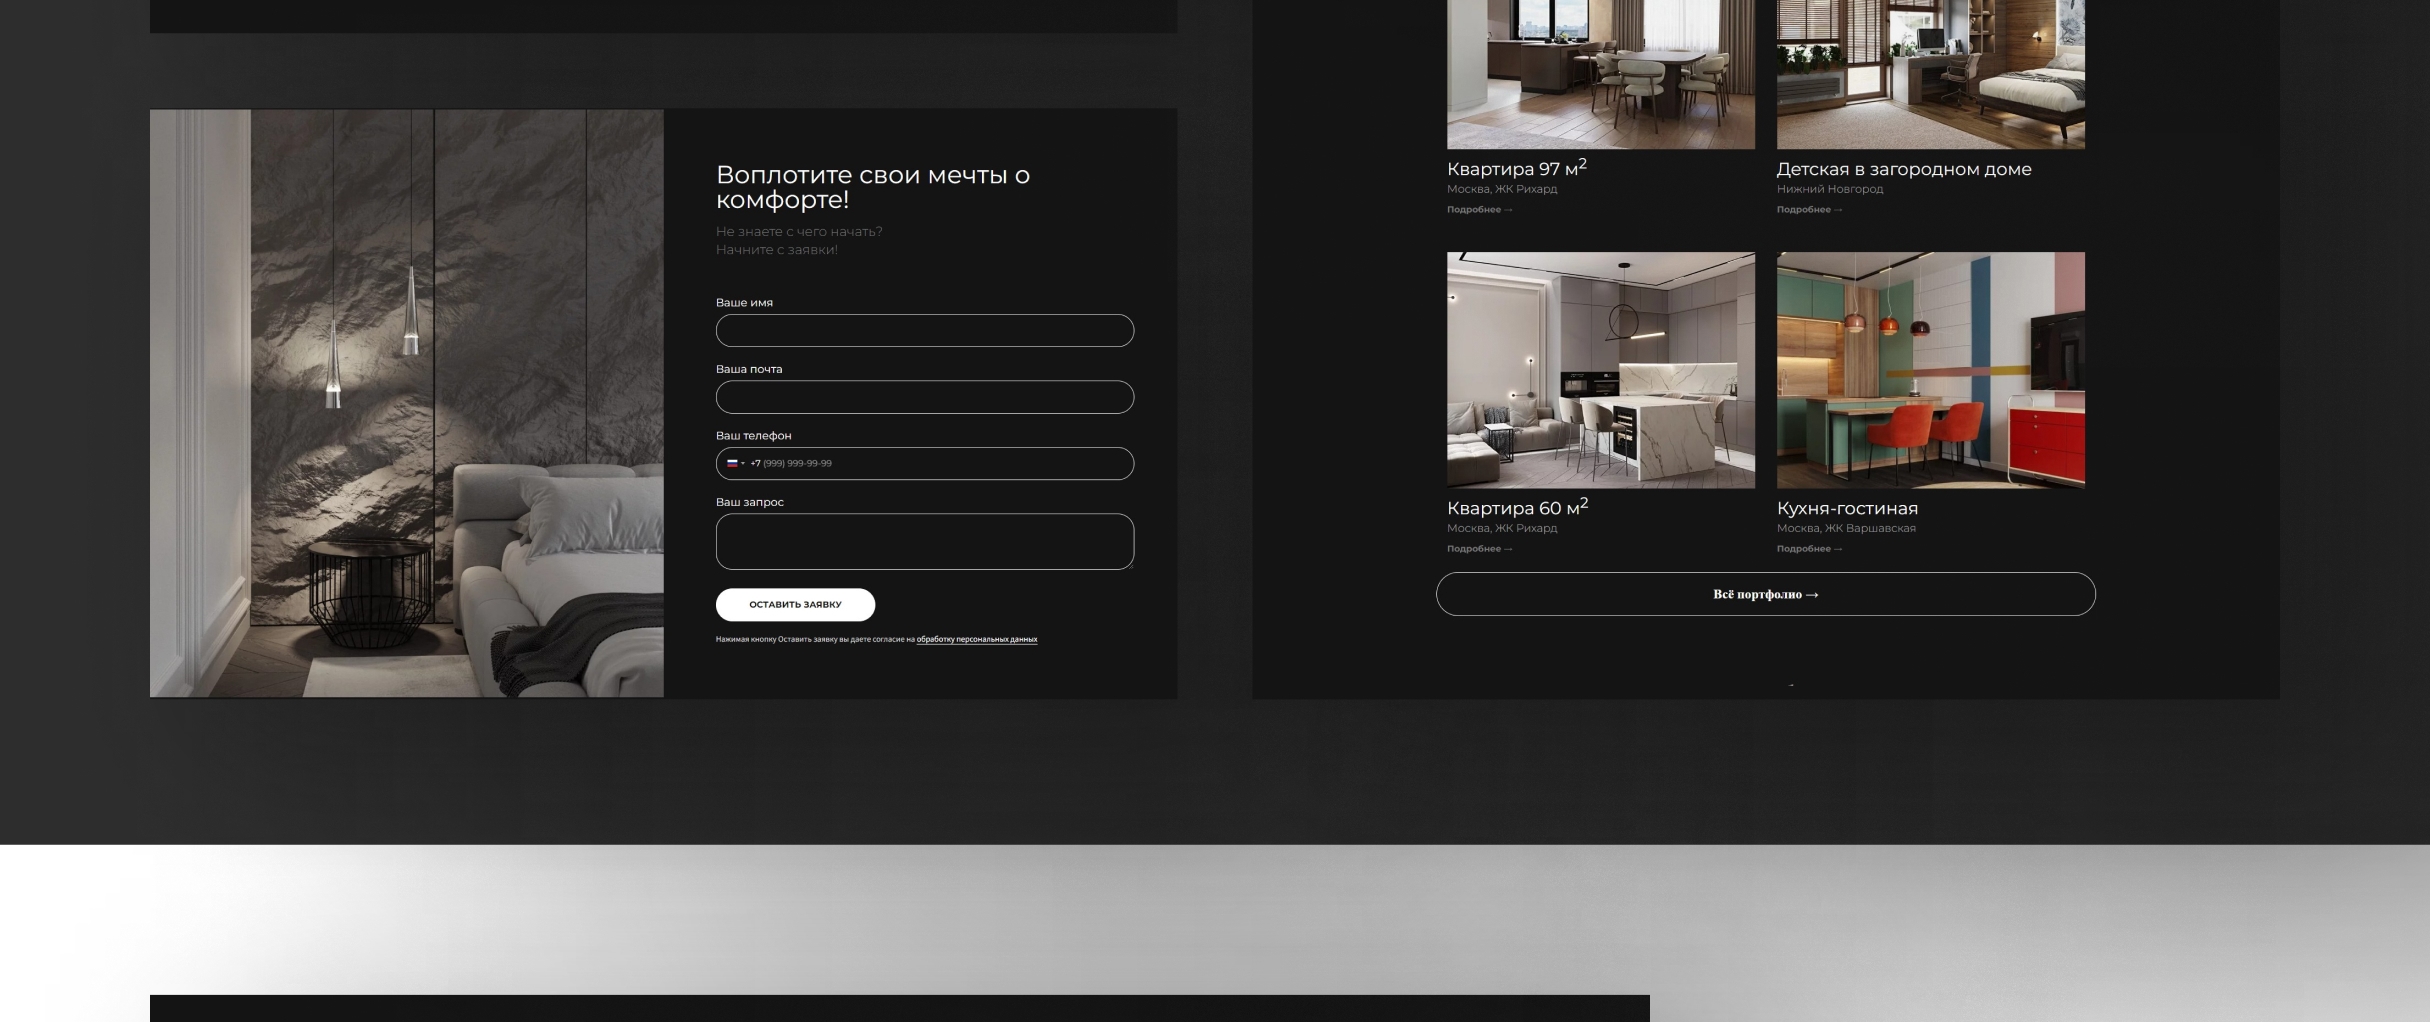 Воплотите свои мечты о
комфорте!
Не знаете с чего начать?
Начните с заявки!
Ваше имя
Ваша почта
Ваш телефон
+7 (999) 999-99-99
Ваш запрос
ОСТАВИТЬ ЗАЯВКУ
Нажимая кнопку Оставить заявку вы даете согласие на обработку персональных данных
Квартира 97 м²
Москва, ЖК Рихард
Подробнее →
Детская в загородном доме
Нижний Новгород
Подробнее →
Квартира 60 м²
Москва, ЖК Рихард
Подробнее →
Кухня-гостиная
Москва, ЖК Варшавская
Подробнее →
Всё портфолио →